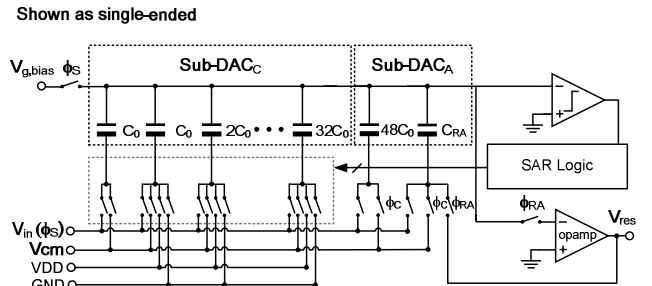 Shown as single-ended
Vg,bias ϕS
Sub-DACC
Sub-DACA
C0
C0
2C0
32C0
48C0
CRA
SAR Logic
ϕC
ϕC
ϕRA
ϕRA
Vres
opamp
Vin (ϕS)
Vcm
VDD
GND